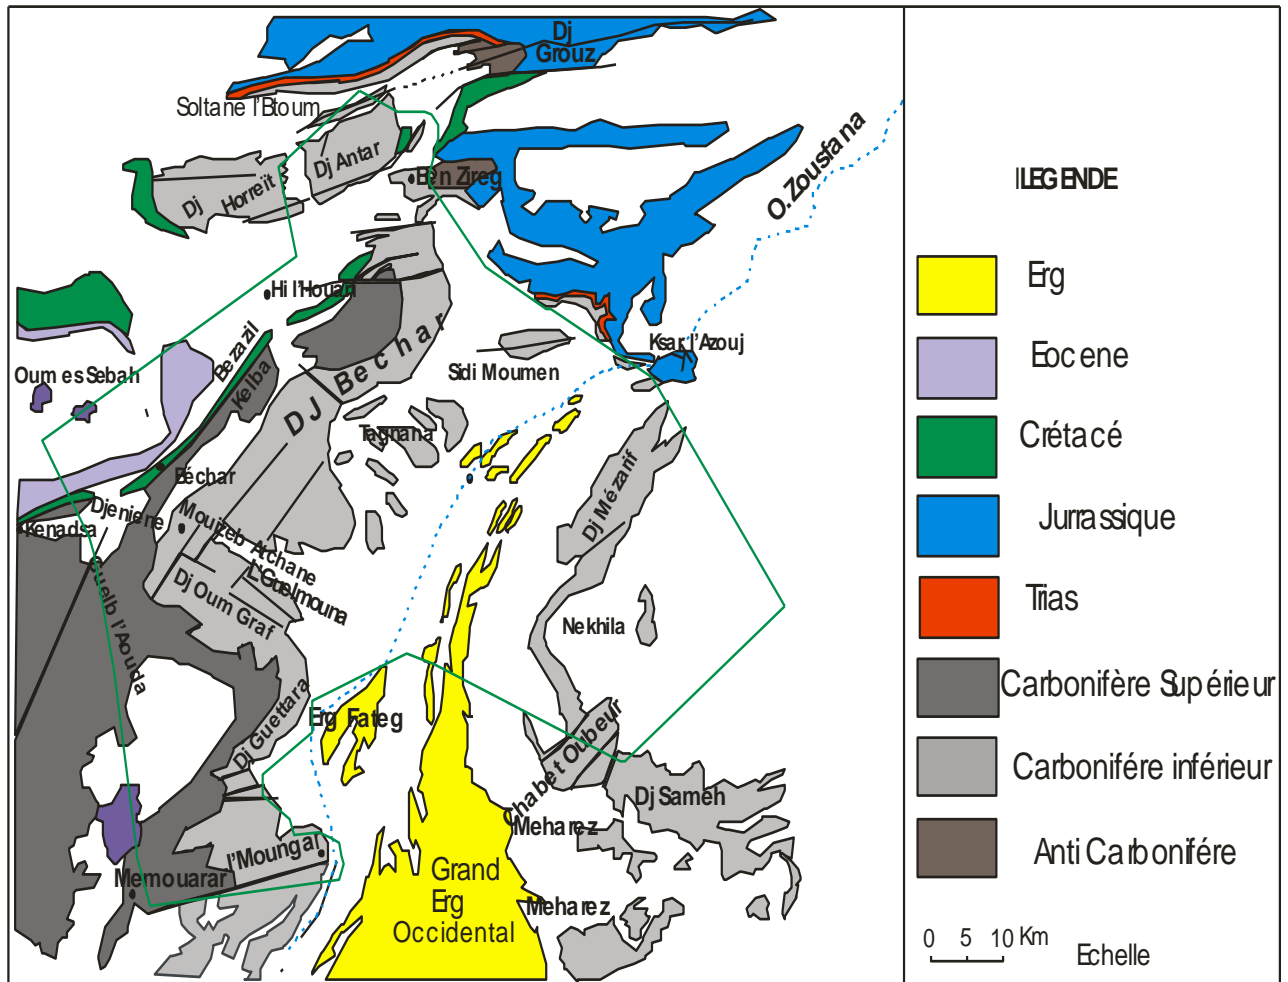 Dj
Grouz
Soltane l'Btoum
Dj Antar
Dj Horreit
Ben Zireg
O.Zousfana
Hi l'Houari
Ksar l'Azouj
Sidi Moumen
Bezazil
Oum es Sebah
Kelba
DJ Bechar
Tagnana
Béchar
Djeniene
Kenadsa
Mouizeb Atchane
L'Guelmouna
Dj Oum Graf
Guelb l'Aouda
Dj Mézarif
Nekhila
Dj Guettara
Erg Fateg
Chabet Oubeur
Dj Sameh
Meharez
l'Moungar
Memouarar
Grand
Erg
Occidental
Meharez
LEGENDE
Erg
Eocene
Crétacé
Jurrassique
Trias
Carbonifère Supérieur
Carbonifére inférieur
Anti Carbonifére
0 5 10 Km
Echelle